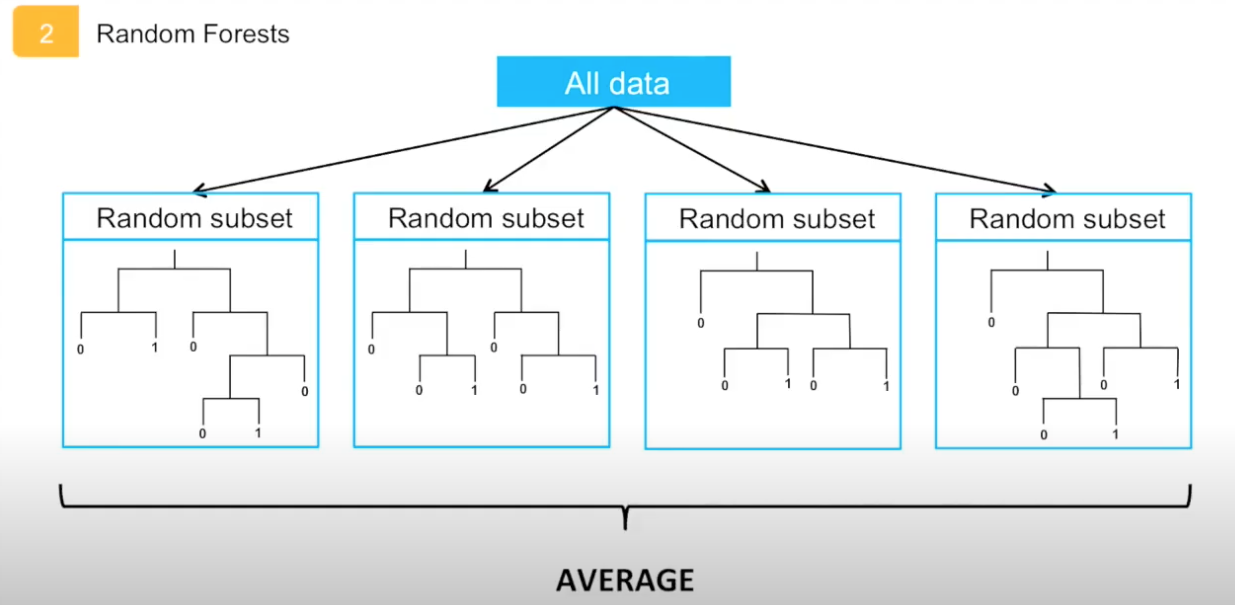 2 Random Forests
All data
Random subset
Random subset
Random subset
Random subset
0 1 0 0 0 1
0 0 1 0 0 1
0 0 1 0 1
0 0 0 1 0 1
AVERAGE